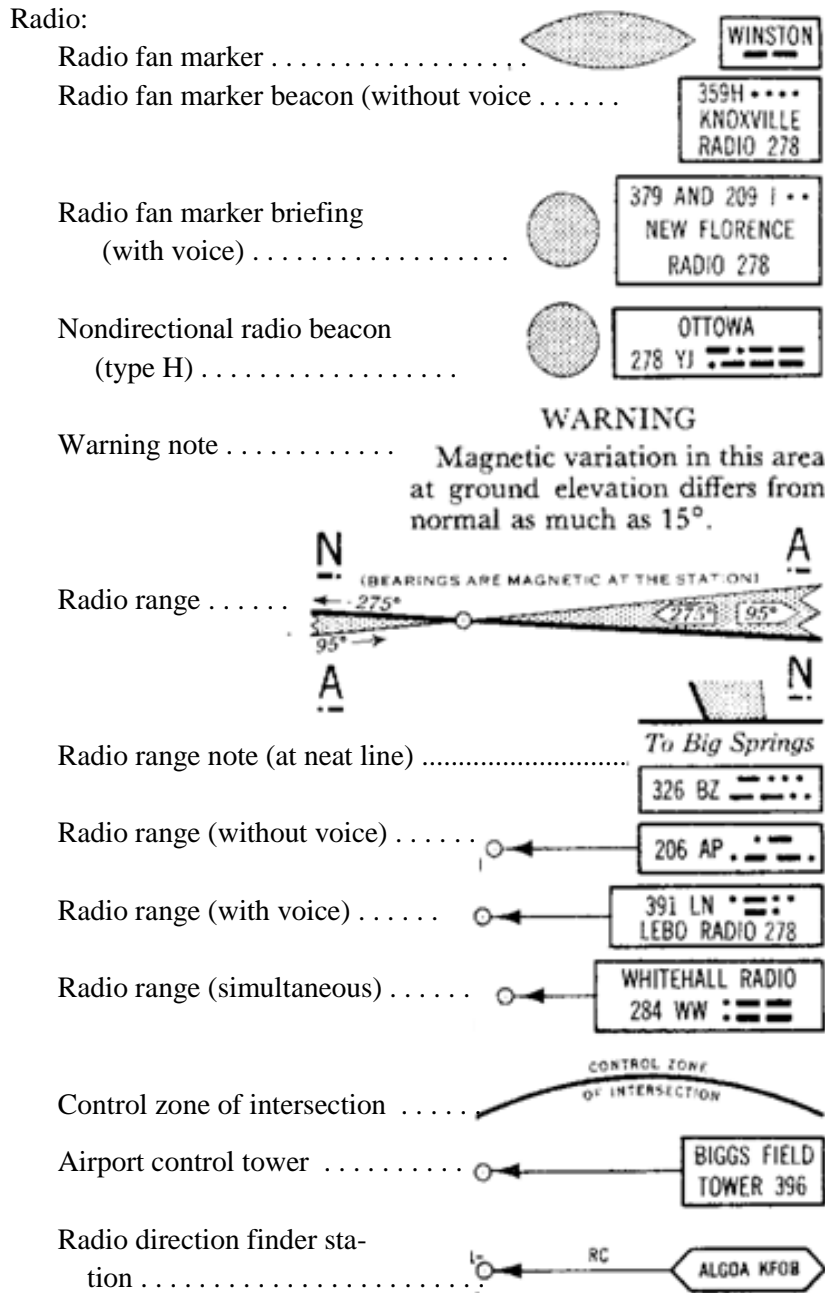 Radio:
Radio fan marker . . . . . . . . . . . . . . . . . .
WINSTON
Radio fan marker beacon (without voice . . . . . .
359H ••••
KNOXVILLE
RADIO 278
Radio fan marker briefing
(with voice) . . . . . . . . . . . . . . . . . .
379 AND 209 I ••
NEW FLORENCE
RADIO 278
Nondirectional radio beacon
(type H) . . . . . . . . . . . . . . . . . .
OTTOWA
278 YJ
Warning note . . . . . . . . . . . .
WARNING
Magnetic variation in this area
at ground elevation differs from
normal as much as 15°.
N
A
(BEARINGS ARE MAGNETIC AT THE STATION)
Radio range . . . . . .
275°
275°
95°
95°
A
N
To Big Springs
Radio range note (at neat line) ............................
326 BZ
Radio range (without voice) . . . . . .
206 AP
Radio range (with voice) . . . . . .
391 LN
LEBO RADIO 278
Radio range (simultaneous) . . . . . .
WHITEHALL RADIO
284 WW
CONTROL ZONE
OF INTERSECTION
Control zone of intersection . . . . .
Airport control tower . . . . . . . . . .
BIGGS FIELD
TOWER 396
Radio direction finder sta-
tion . . . . . . . . . . . . . . . . . . . . . . . .
RC
ALGOA KFOB